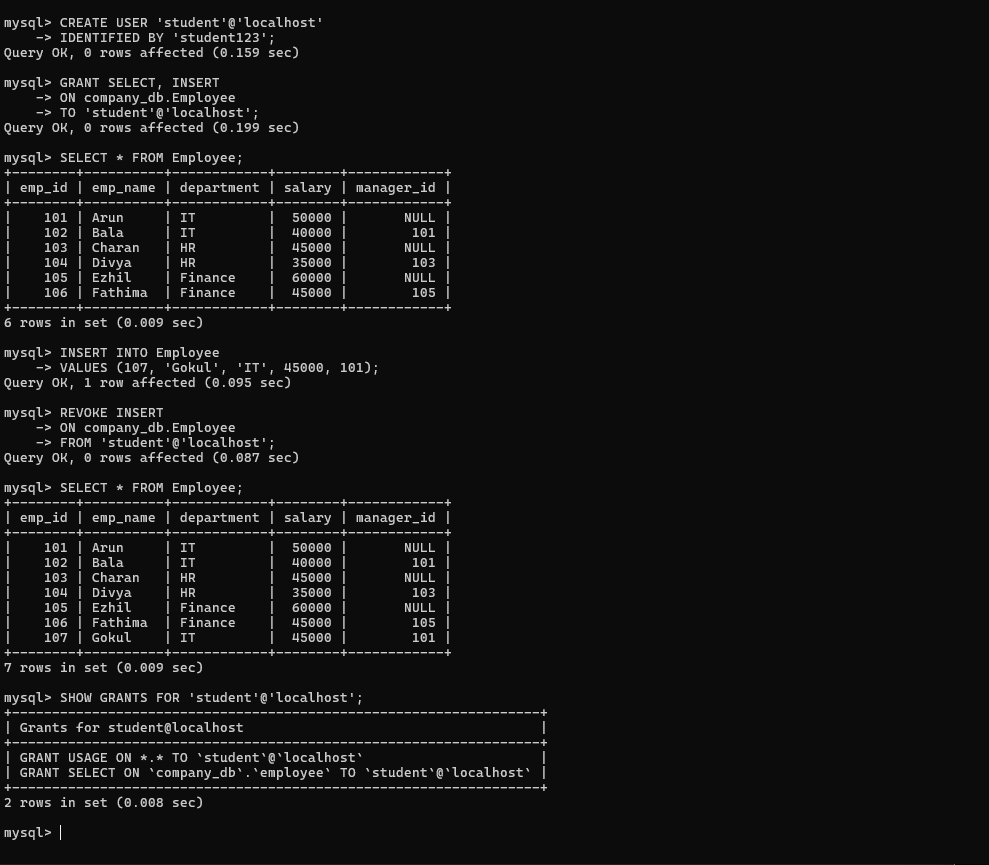 mysql> CREATE USER 'student'@'localhost'
    -> IDENTIFIED BY 'student123';
Query OK, 0 rows affected (0.159 sec)

mysql> GRANT SELECT, INSERT
    -> ON company_db.Employee
    -> TO 'student'@'localhost';
Query OK, 0 rows affected (0.199 sec)

mysql> SELECT * FROM Employee;
+--------+----------+------------+--------+------------+
| emp_id | emp_name | department | salary | manager_id |
+--------+----------+------------+--------+------------+
|    101 | Arun     | IT         |  50000 |       NULL |
|    102 | Bala     | IT         |  40000 |        101 |
|    103 | Charan   | HR         |  45000 |       NULL |
|    104 | Divya    | HR         |  35000 |        103 |
|    105 | Ezhil    | Finance    |  60000 |       NULL |
|    106 | Fathima  | Finance    |  45000 |        105 |
+--------+----------+------------+--------+------------+
6 rows in set (0.009 sec)

mysql> INSERT INTO Employee
    -> VALUES (107, 'Gokul', 'IT', 45000, 101);
Query OK, 1 row affected (0.095 sec)

mysql> REVOKE INSERT
    -> ON company_db.Employee
    -> FROM 'student'@'localhost';
Query OK, 0 rows affected (0.087 sec)

mysql> SELECT * FROM Employee;
+--------+----------+------------+--------+------------+
| emp_id | emp_name | department | salary | manager_id |
+--------+----------+------------+--------+------------+
|    101 | Arun     | IT         |  50000 |       NULL |
|    102 | Bala     | IT         |  40000 |        101 |
|    103 | Charan   | HR         |  45000 |       NULL |
|    104 | Divya    | HR         |  35000 |        103 |
|    105 | Ezhil    | Finance    |  60000 |       NULL |
|    106 | Fathima  | Finance    |  45000 |        105 |
|    107 | Gokul    | IT         |  45000 |        101 |
+--------+----------+------------+--------+------------+
7 rows in set (0.009 sec)

mysql> SHOW GRANTS FOR 'student'@'localhost';
+------------------------------------------------------------------+
| Grants for student@localhost                                     |
+------------------------------------------------------------------+
| GRANT USAGE ON *.* TO `student`@`localhost`                      |
| GRANT SELECT ON `company_db`.`employee` TO `student`@`localhost` |
+------------------------------------------------------------------+
2 rows in set (0.008 sec)

mysql>